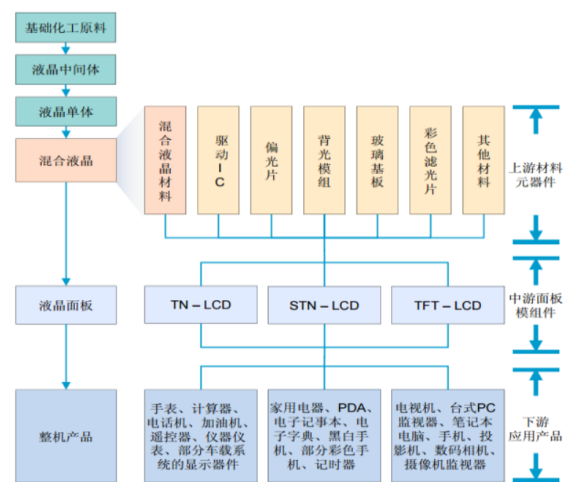 基础化工原料
液晶中间体
液晶单体
混合液晶
混合液晶材料
驱动IC
偏光片
背光模组
玻璃基板
彩色滤光片
其他材料
上游材料
元器件
液晶面板
TN－LCD
STN－LCD
TFT－LCD
中游面板
模组件
整机产品
手表、计算器、
电话机、加油机、
遥控器、仪器仪
表、部分车载系
统的显示器件
家用电器、PDA、
电子记事本、电
子字典、黑白手
机、部分彩色手
机、记时器
电视机、台式PC
监视器、笔记本
电脑、手机、投
影机、数码相机、
摄像机监视器
下游
应用产品